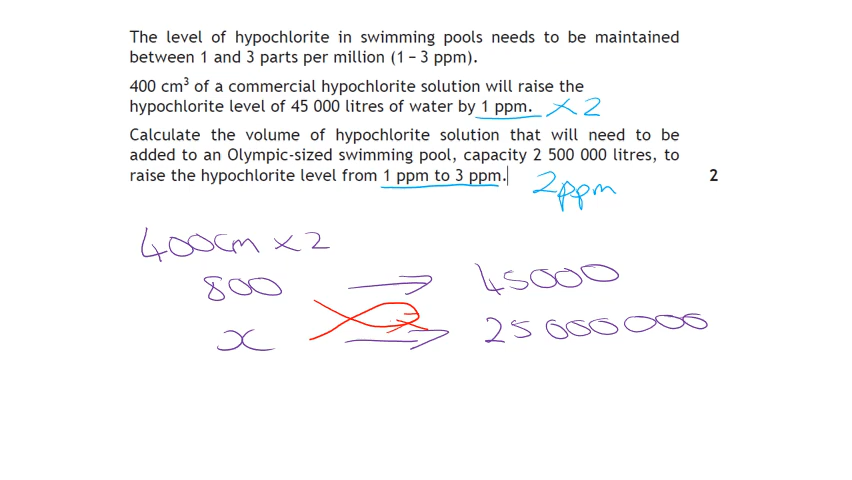 The level of hypochlorite in swimming pools needs to be maintained
between 1 and 3 parts per million (1 – 3 ppm).
400 cm³ of a commercial hypochlorite solution will raise the
hypochlorite level of 45 000 litres of water by 1 ppm. ×2
Calculate the volume of hypochlorite solution that will need to be
added to an Olympic-sized swimming pool, capacity 2 500 000 litres, to
raise the hypochlorite level from 1 ppm to 3 ppm. 2
2ppm
400cm × 2
800 → 45000
x → 25 000 000